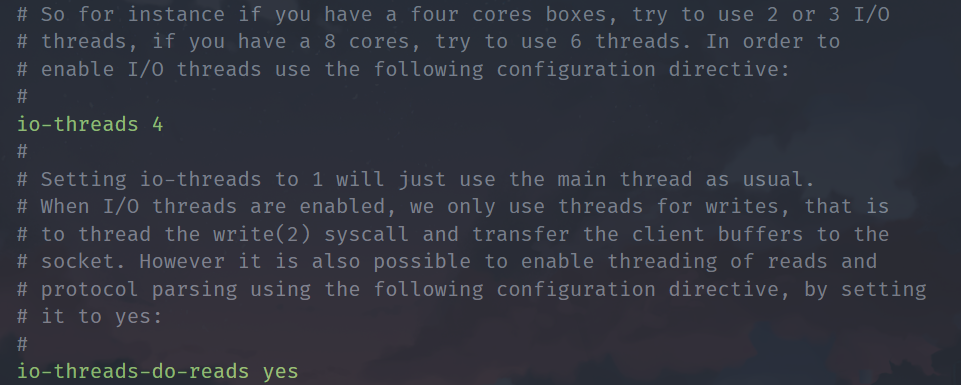 # So for instance if you have a four cores boxes, try to use 2 or 3 I/O
# threads, if you have a 8 cores, try to use 6 threads. In order to
# enable I/O threads use the following configuration directive:
#
io-threads 4
#
# Setting io-threads to 1 will just use the main thread as usual.
# When I/O threads are enabled, we only use threads for writes, that is
# to thread the write(2) syscall and transfer the client buffers to the
# socket. However it is also possible to enable threading of reads and
# protocol parsing using the following configuration directive, by setting
# it to yes:
#
io-threads-do-reads yes